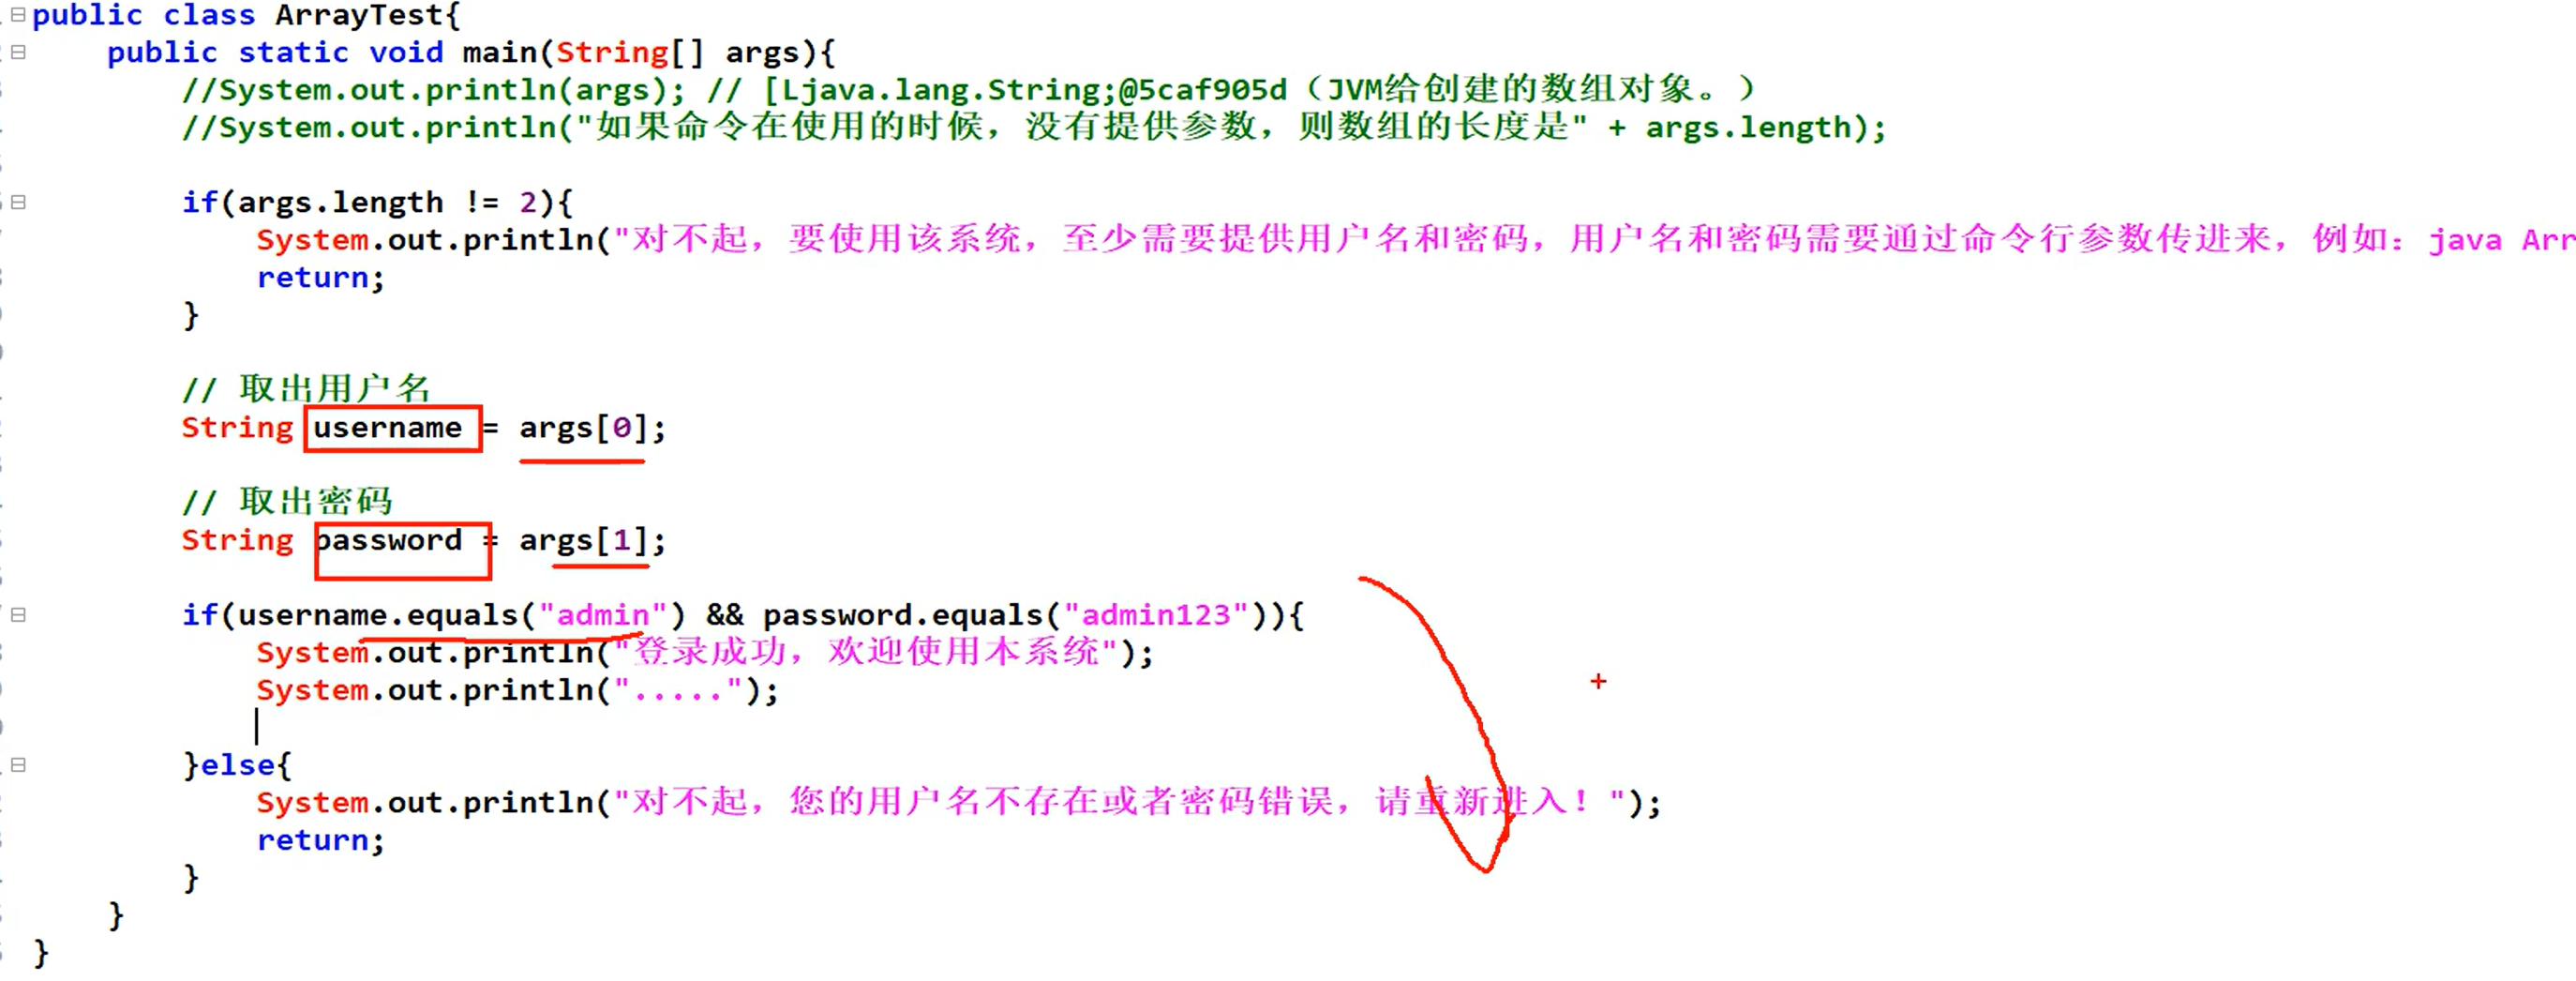 public class ArrayTest{
public static void main(String[] args){
//System.out.println(args); // [Ljava.lang.String;@5caf905d（JVM给创建的数组对象。）
//System.out.println("如果命令在使用的时候，没有提供参数，则数组的长度是" + args.length);
if(args.length != 2){
System.out.println("对不起，要使用该系统，至少需要提供用户名和密码，用户名和密码需要通过命令行参数传进来，例如：java Arr
return;
}
// 取出用户名
String username = args[0];
// 取出密码
String password = args[1];
if(username.equals("admin") && password.equals("admin123")){
System.out.println("登录成功，欢迎使用本系统");
System.out.println(".....");
}else{
System.out.println("对不起，您的用户名不存在或者密码错误，请重新进入！");
return;
}
}
}